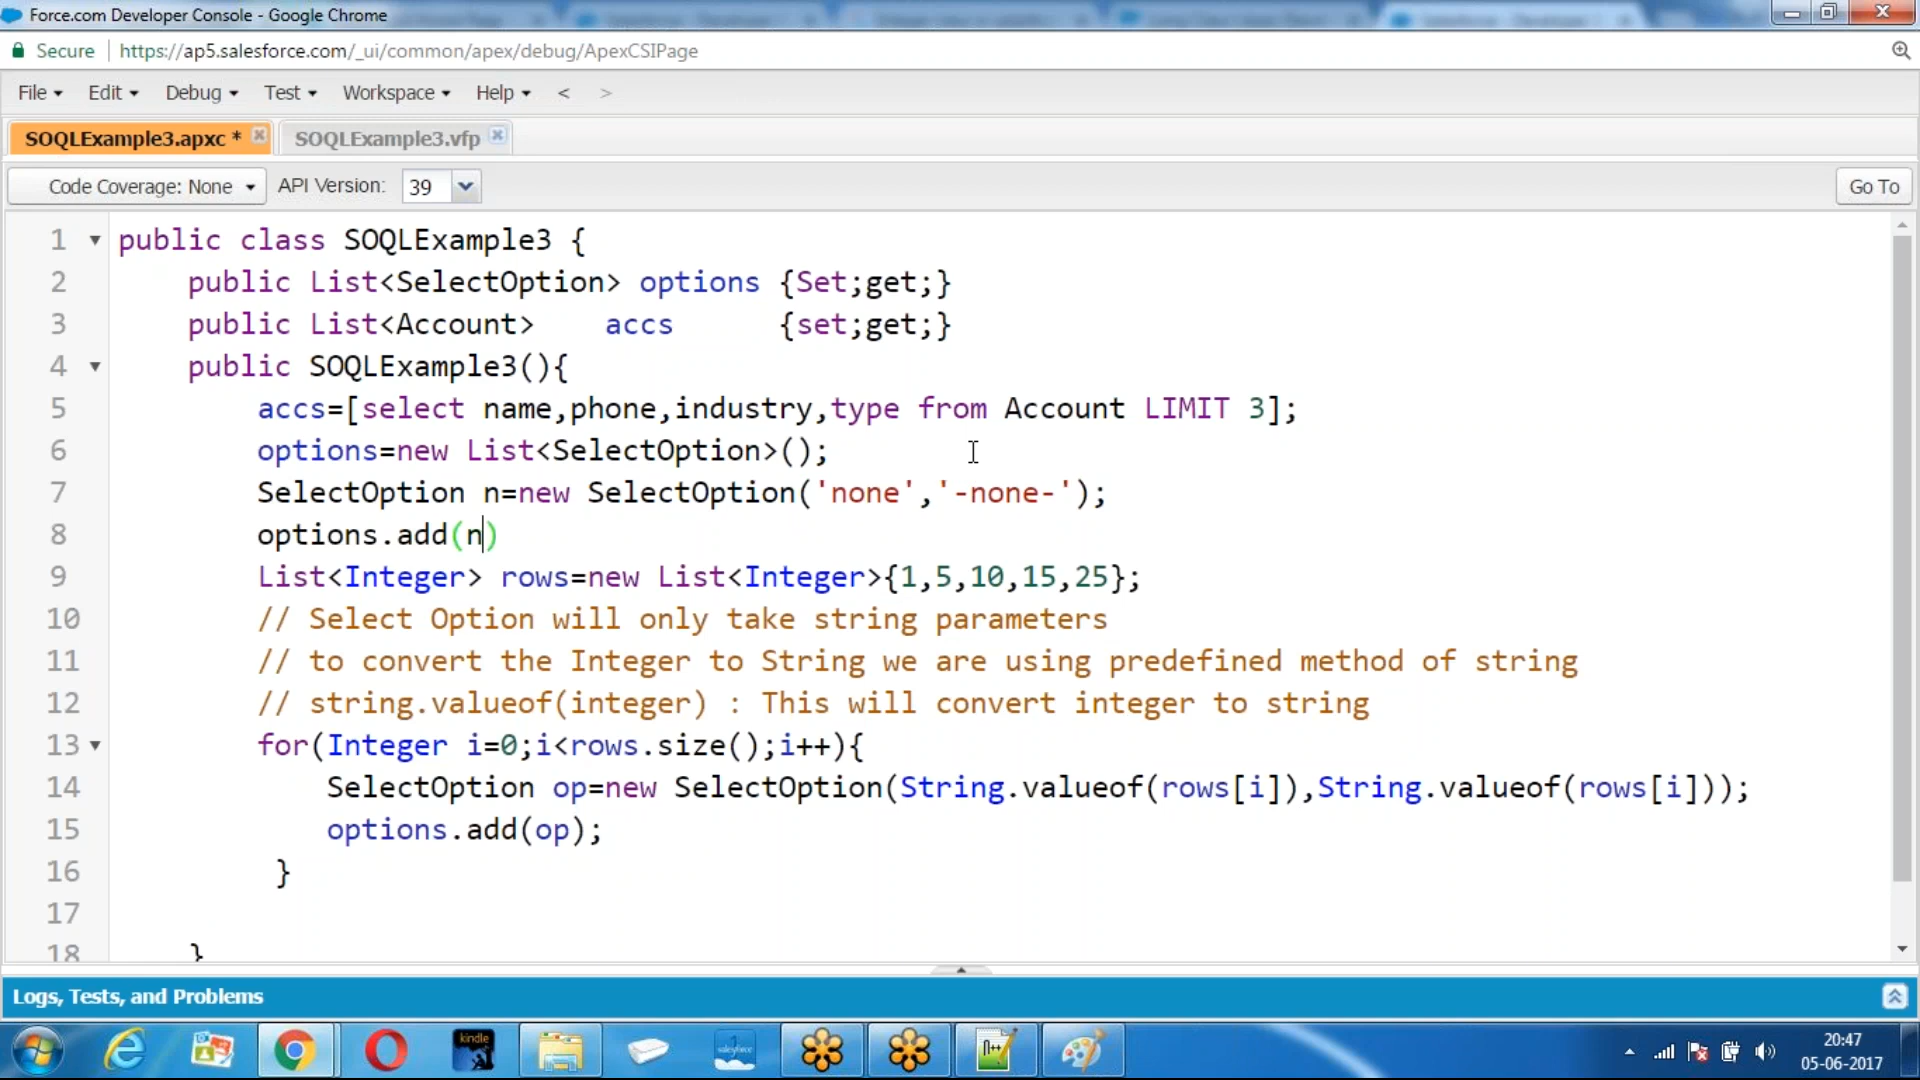 Force.com Developer Console - Google Chrome
Secure https://ap5.salesforce.com/_ui/common/apex/debug/ApexCSIPage
File Edit Debug Test Workspace Help < >
SOQLExample3.apxc * SOQLExample3.vfp
Code Coverage: None API Version: 39 Go To
1 public class SOQLExample3 {
2 public List<SelectOption> options {Set;get;}
3 public List<Account> accs {set;get;}
4 public SOQLExample3(){
5 accs=[select name,phone,industry,type from Account LIMIT 3];
6 options=new List<SelectOption>();
7 SelectOption n=new SelectOption('none','-none-');
8 options.add(n)
9 List<Integer> rows=new List<Integer>{1,5,10,15,25};
10 // Select Option will only take string parameters
11 // to convert the Integer to String we are using predefined method of string
12 // string.valueof(integer) : This will convert integer to string
13 for(Integer i=0;i<rows.size();i++){
14 SelectOption op=new SelectOption(String.valueof(rows[i]),String.valueof(rows[i]));
15 options.add(op);
16 }
17
18 }
Logs, Tests, and Problems
kindle
salesforce
n++
20:47
05-06-2017